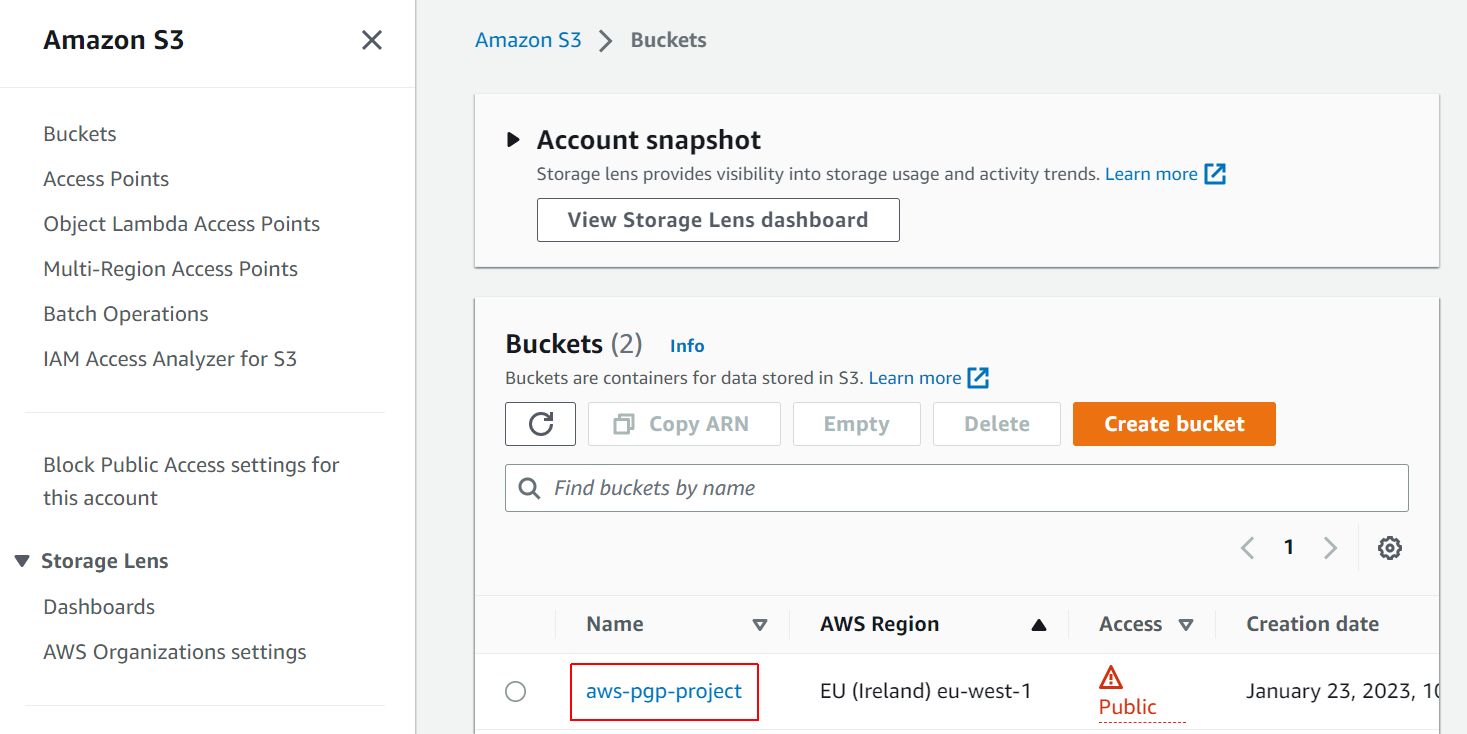 Amazon S3
Buckets
Access Points
Object Lambda Access Points
Multi-Region Access Points
Batch Operations
IAM Access Analyzer for S3
Block Public Access settings for
this account
Storage Lens
Dashboards
AWS Organizations settings
Amazon S3 Buckets
Account snapshot
Storage lens provides visibility into storage usage and activity trends. Learn more
View Storage Lens dashboard
Buckets (2) Info
Buckets are containers for data stored in S3. Learn more
Copy ARN Empty Delete Create bucket
Find buckets by name
1
Name AWS Region Access Creation date
aws-pgp-project EU (Ireland) eu-west-1 Public January 23, 2023,